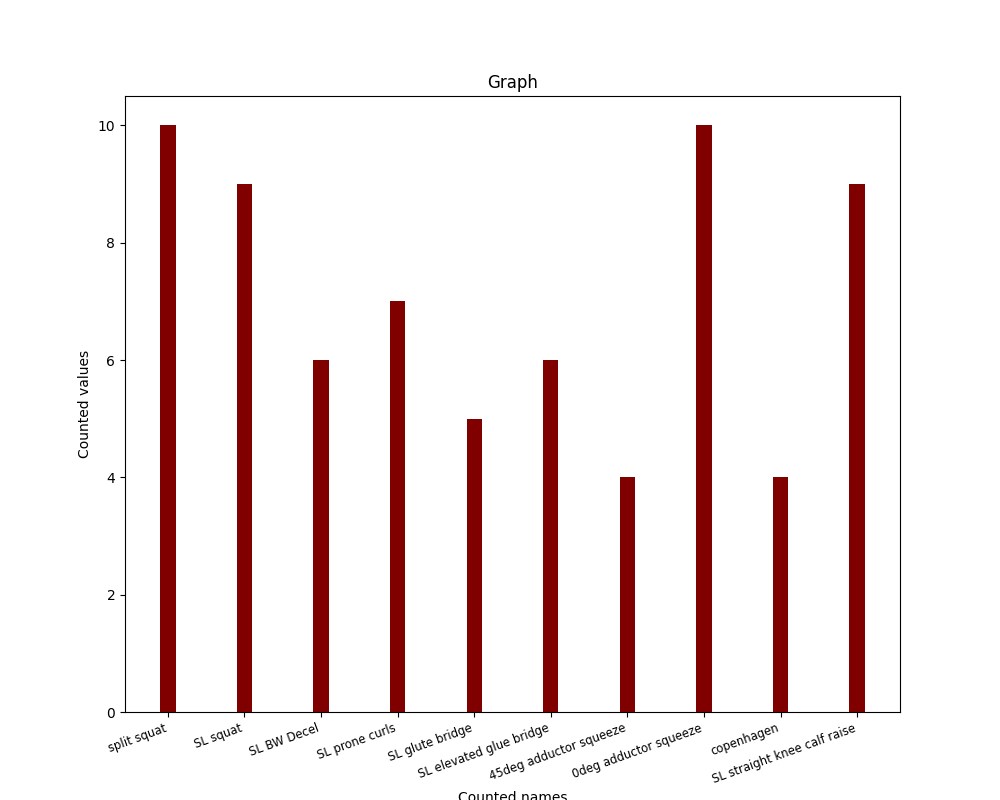 Graph
Counted values
10
8
6
4
2
0
split squat
SL squat
SL BW Decel
SL prone curls
SL glute bridge
SL elevated glue bridge
45deg adductor squeeze
0deg adductor squeeze
copenhagen
SL straight knee calf raise
Counted names